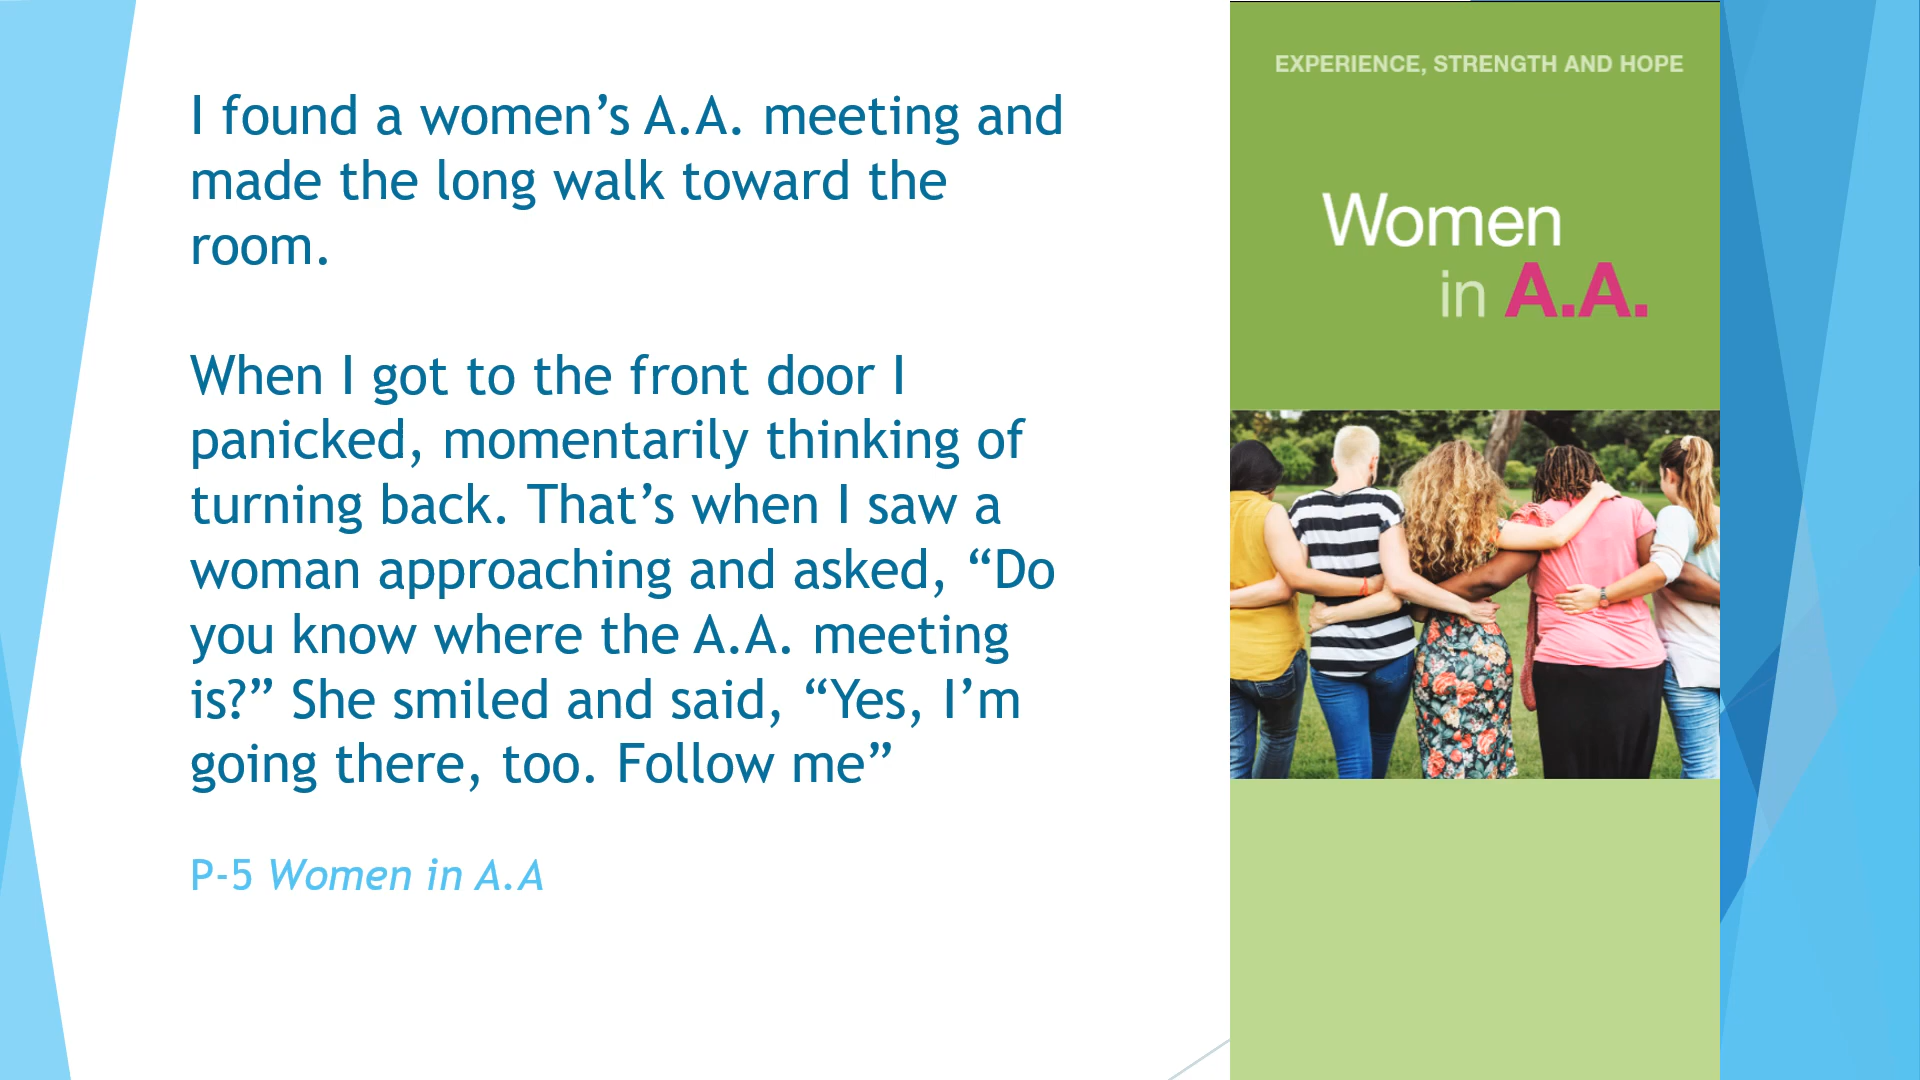 I found a women’s A.A. meeting and
made the long walk toward the
room.
When I got to the front door I
panicked, momentarily thinking of
turning back. That’s when I saw a
woman approaching and asked, “Do
you know where the A.A. meeting
is?” She smiled and said, “Yes, I’m
going there, too. Follow me”
P-5 Women in A.A
EXPERIENCE, STRENGTH AND HOPE
Women
in A.A.